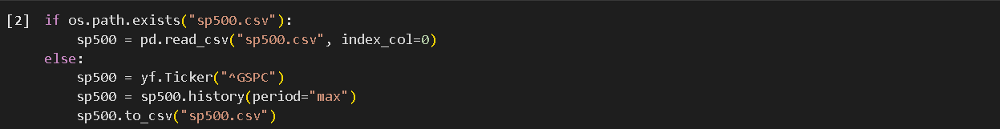 [2] if os.path.exists("sp500.csv"):
        sp500 = pd.read_csv("sp500.csv", index_col=0)
    else:
        sp500 = yf.Ticker("^GSPC")
        sp500 = sp500.history(period="max")
        sp500.to_csv("sp500.csv")